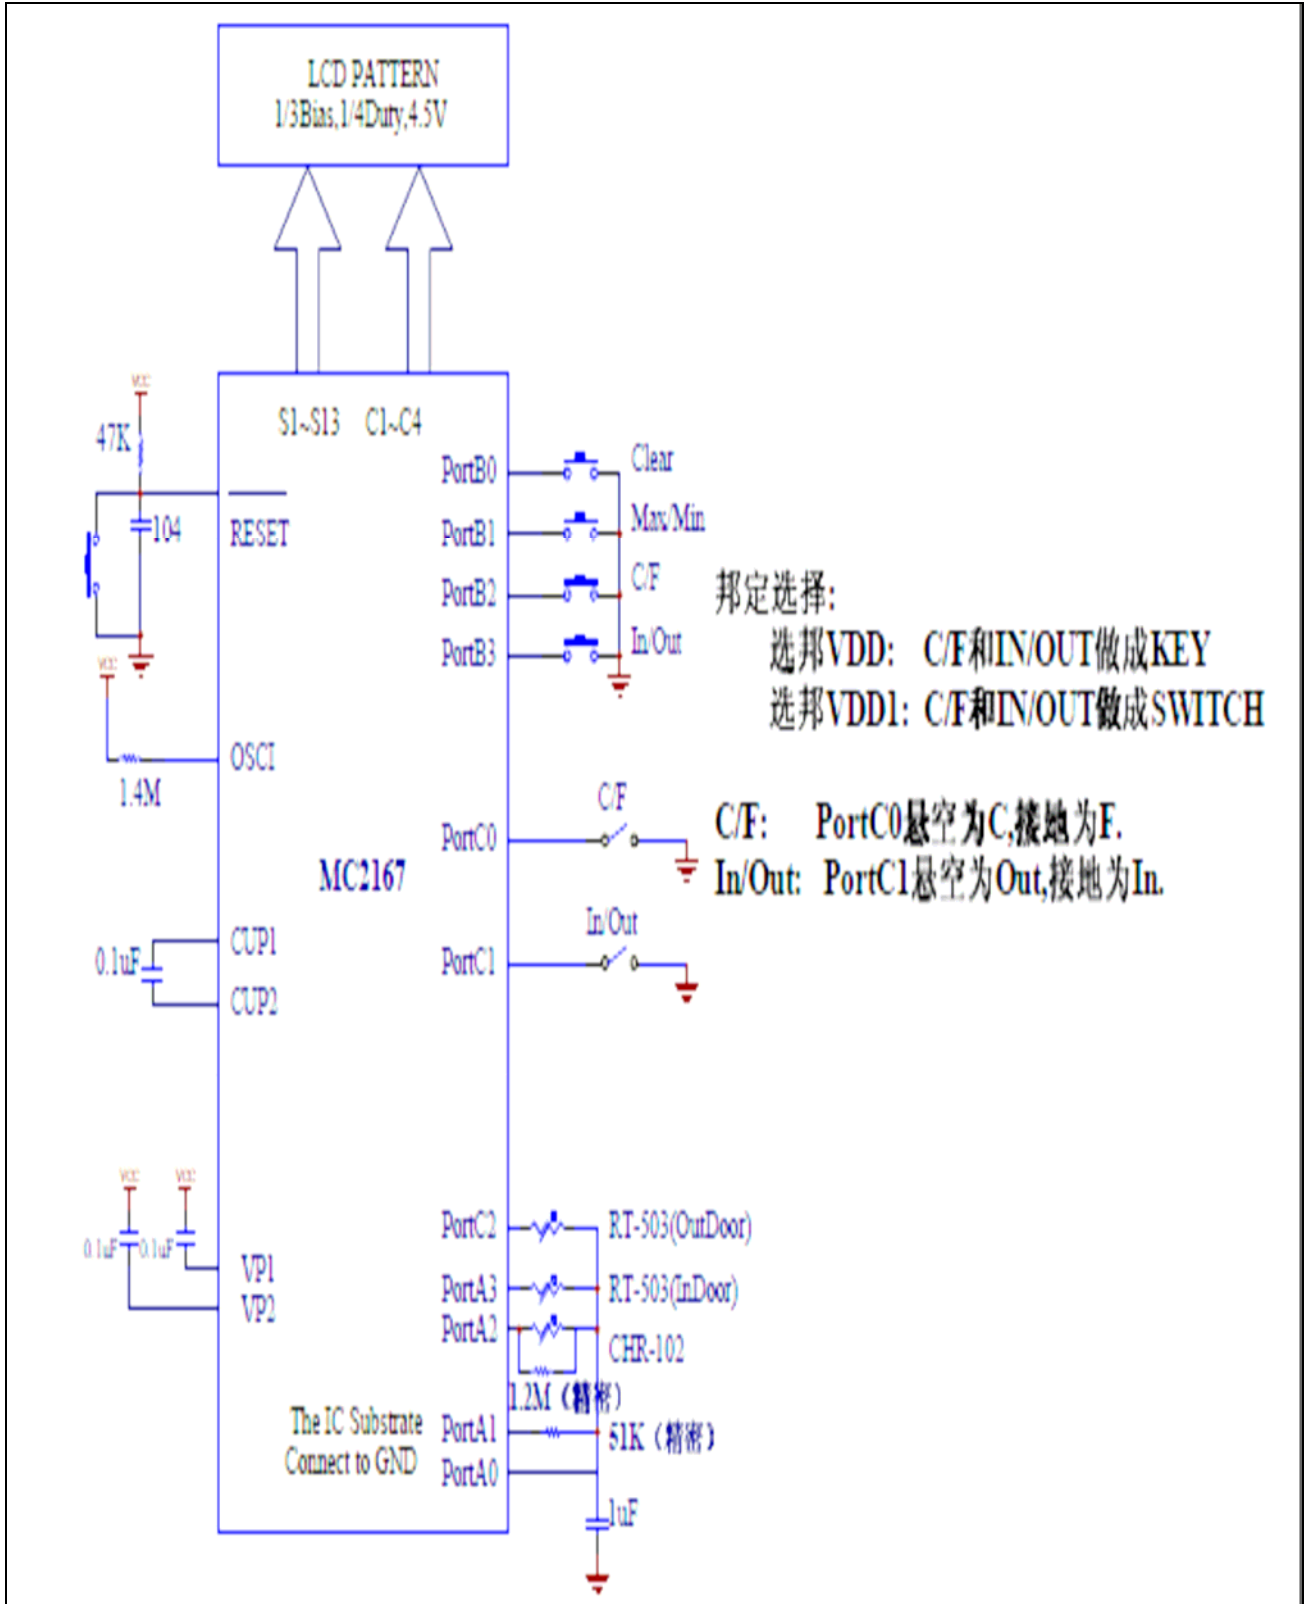 LCD PATTERN
1/3Bias,1/4Duty,4.5V
S1~S13 C1~C4
VCC
47K
104
RESET
VCC
OSCI
1.4M
MC2167
0.1uF
CUP1
CUP2
VCC VCC
0.1uF 0.1uF
VP1
VP2
The IC Substrate
Connect to GND
PortB0 Clear
PortB1 Max/Min
PortB2 C/F
PortB3 In/Out
邦定选择:
选邦VDD: C/F和IN/OUT做成KEY
选邦VDD1: C/F和IN/OUT做成SWITCH
C/F
PortC0
C/F: PortC0悬空为C,接地为F.
In/Out: PortC1悬空为Out,接地为In.
In/Out
PortC1
PortC2 RT-503(OutDoor)
PortA3 RT-503(InDoor)
PortA2 CHR-102
1.2M（精密）
PortA1 51K（精密）
PortA0
1uF